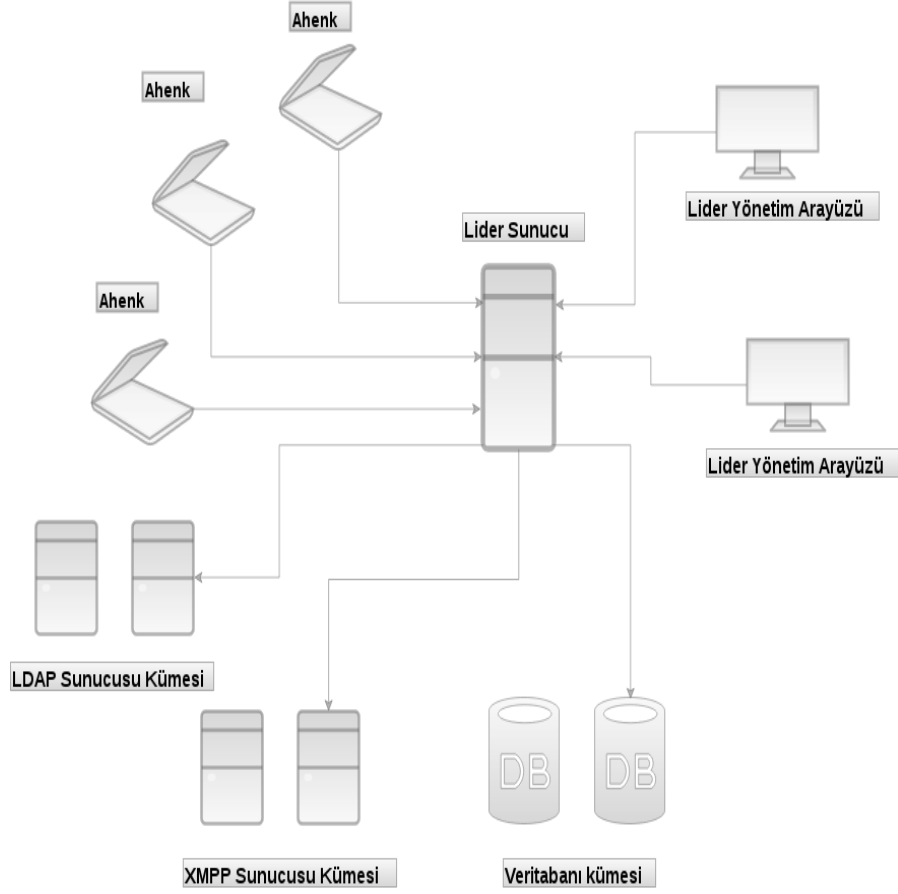 Ahenk
Ahenk
Lider Yönetim Arayüzü
Lider Sunucu
Ahenk
Lider Yönetim Arayüzü
LDAP Sunucusu Kümesi
DB
DB
XMPP Sunucusu Kümesi
Veritabanı kümesi